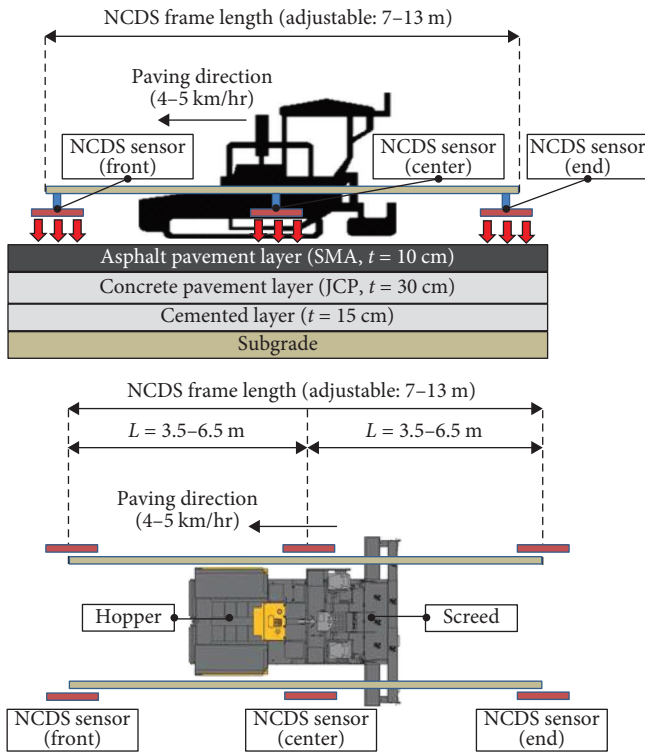 NCDS frame length (adjustable: 7–13 m)
Paving direction
(4–5 km/hr)
NCDS sensor
(front)
NCDS sensor
(center)
NCDS sensor
(end)
Asphalt pavement layer (SMA, t = 10 cm)
Concrete pavement layer (JCP, t = 30 cm)
Cemented layer (t = 15 cm)
Subgrade
NCDS frame length (adjustable: 7–13 m)
L = 3.5–6.5 m
L = 3.5–6.5 m
Paving direction
(4–5 km/hr)
Hopper
Screed
NCDS sensor
(front)
NCDS sensor
(center)
NCDS sensor
(end)